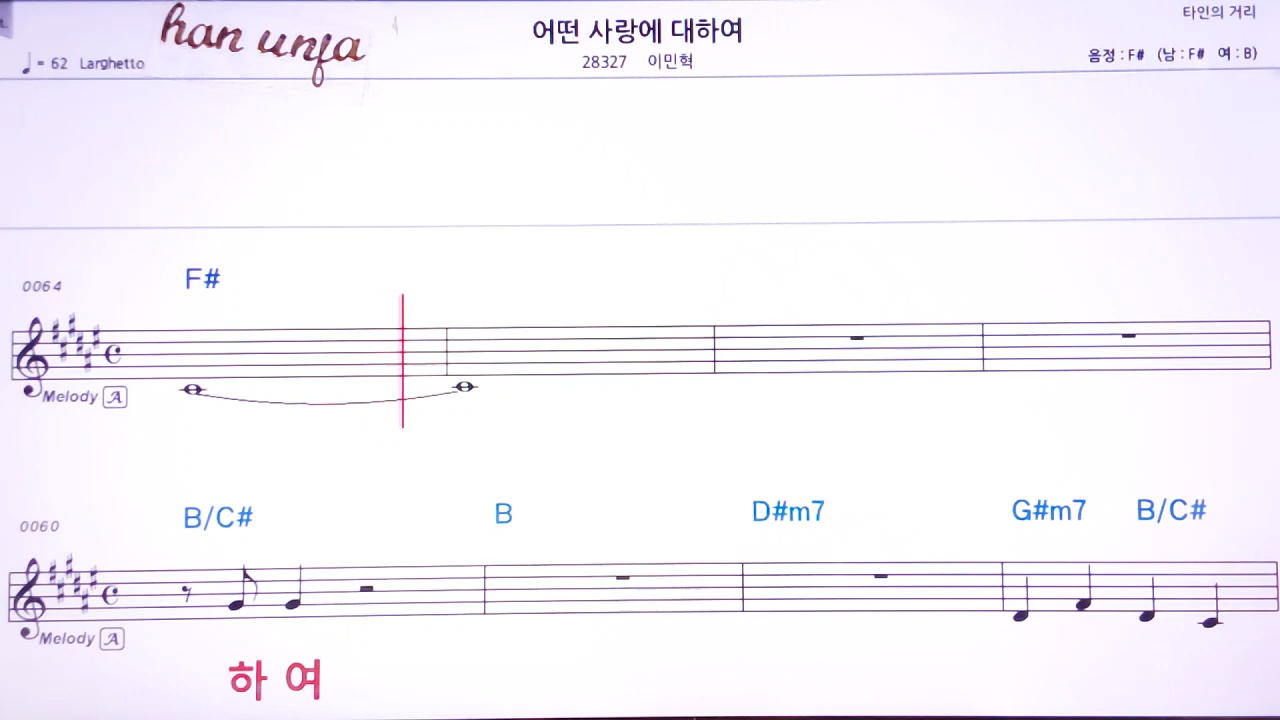 타인의 거리
han unfa
어떤 사랑에 대하여
♩ = 62 Larghetto
28327 이민혁
음정 : F# (남 : F# 여 : B)
0064
F#
Melody A
0060
B/C# B D#m7 G#m7 B/C#
Melody A
하 여